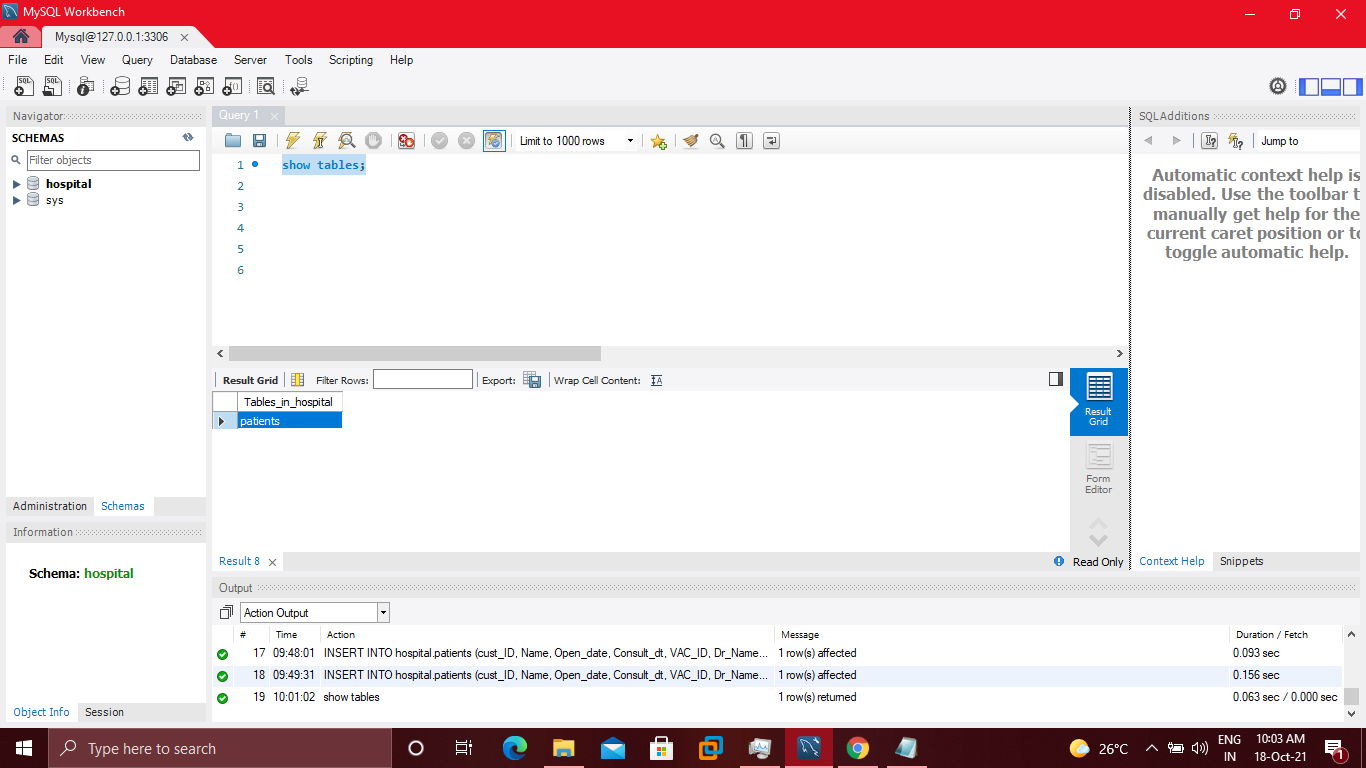 MySQL Workbench
Mysql@127.0.0.1:3306
File Edit View Query Database Server Tools Scripting Help
SQL SQL
Navigator
SCHEMAS
Filter objects
hospital
sys
Administration Schemas
Information
Schema: hospital
Object Info Session
Query 1
Limit to 1000 rows
1 show tables;
2
3
4
5
6
Result Grid Filter Rows: Export: Wrap Cell Content:
Tables_in_hospital
patients
Result
Grid
Form
Editor
Result 8
Read Only
SQLAdditions
Jump to
Automatic context help is
disabled. Use the toolbar t
manually get help for the
current caret position or to
toggle automatic help.
Context Help Snippets
Output
Action Output
# Time Action Message Duration / Fetch
17 09:48:01 INSERT INTO hospital.patients (cust_ID, Name, Open_date, Consult_dt, VAC_ID, Dr_Name... 1 row(s) affected 0.093 sec
18 09:49:31 INSERT INTO hospital.patients (cust_ID, Name, Open_date, Consult_dt, VAC_ID, Dr_Name... 1 row(s) affected 0.156 sec
19 10:01:02 show tables 1 row(s) returned 0.063 sec / 0.000 sec
Type here to search
26°C
ENG
IN
10:03 AM
18-Oct-21
1